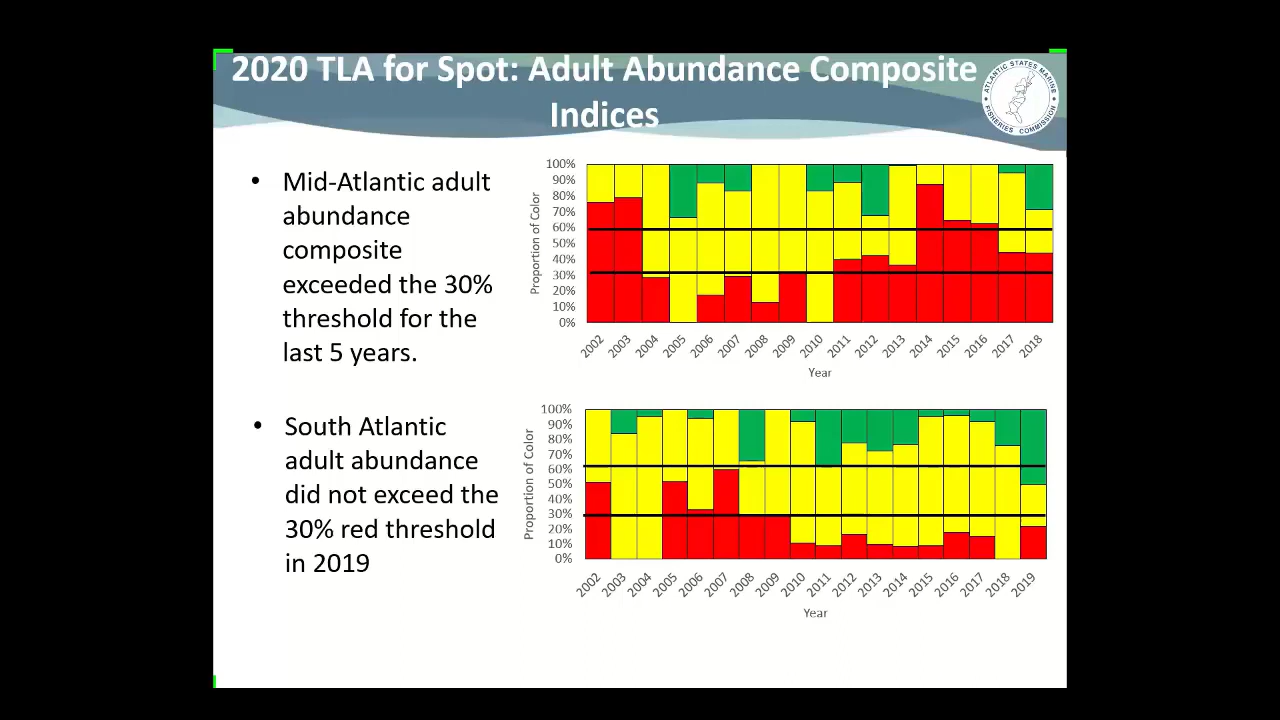 2020 TLA for Spot: Adult Abundance Composite
Indices
ATLANTIC STATES MARINE
FISHERIES COMMISSION
• Mid-Atlantic adult
abundance
composite
exceeded the 30%
threshold for the
last 5 years.
100%
90%
80%
70%
60%
50%
40%
30%
20%
10%
0%
Proportion of Color
2002 2003 2004 2005 2006 2007 2008 2009 2010 2011 2012 2013 2014 2015 2016 2017 2018
Year
• South Atlantic
adult abundance
did not exceed the
30% red threshold
in 2019
100%
90%
80%
70%
60%
50%
40%
30%
20%
10%
0%
Proportion of Color
2002 2003 2004 2005 2006 2007 2008 2009 2010 2011 2012 2013 2014 2015 2016 2017 2018 2019
Year